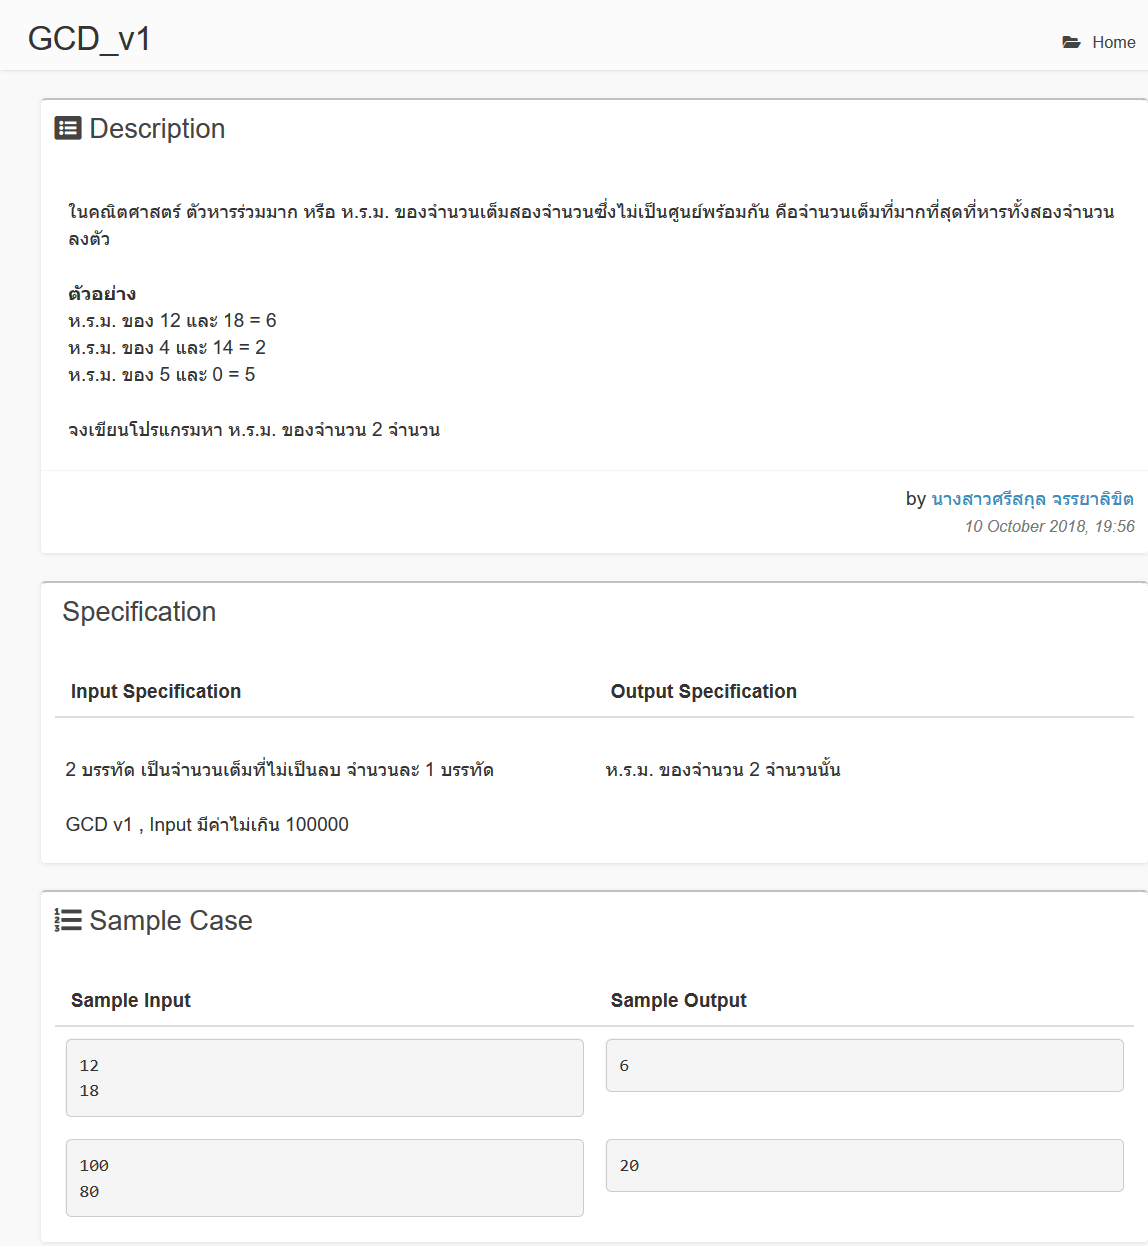 GCD_v1
Home
Description
ในคณิตศาสตร์ ตัวหารร่วมมาก หรือ ห.ร.ม. ของจำนวนเต็มสองจำนวนซึ่งไม่เป็นศูนย์พร้อมกัน คือจำนวนเต็มที่มากที่สุดที่หารทั้งสองจำนวน
ลงตัว
ตัวอย่าง
ห.ร.ม. ของ 12 และ 18 = 6
ห.ร.ม. ของ 4 และ 14 = 2
ห.ร.ม. ของ 5 และ 0 = 5
จงเขียนโปรแกรมหา ห.ร.ม. ของจำนวน 2 จำนวน
by นางสาวศรีสกุล จรรยาลิขิต
10 October 2018, 19:56
Specification
Input Specification
Output Specification
2 บรรทัด เป็นจำนวนเต็มที่ไม่เป็นลบ จำนวนละ 1 บรรทัด
ห.ร.ม. ของจำนวน 2 จำนวนนั้น
GCD v1 , Input มีค่าไม่เกิน 100000
Sample Case
Sample Input
Sample Output
12
18
6
100
80
20